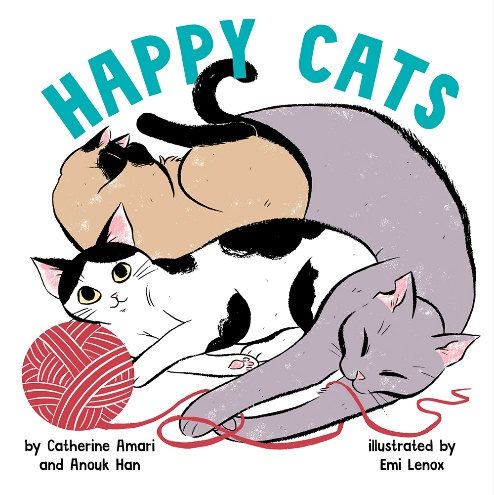 HAPPY CATS
by Catherine Amari
and Anouk Han
illustrated by
Emi Lenox